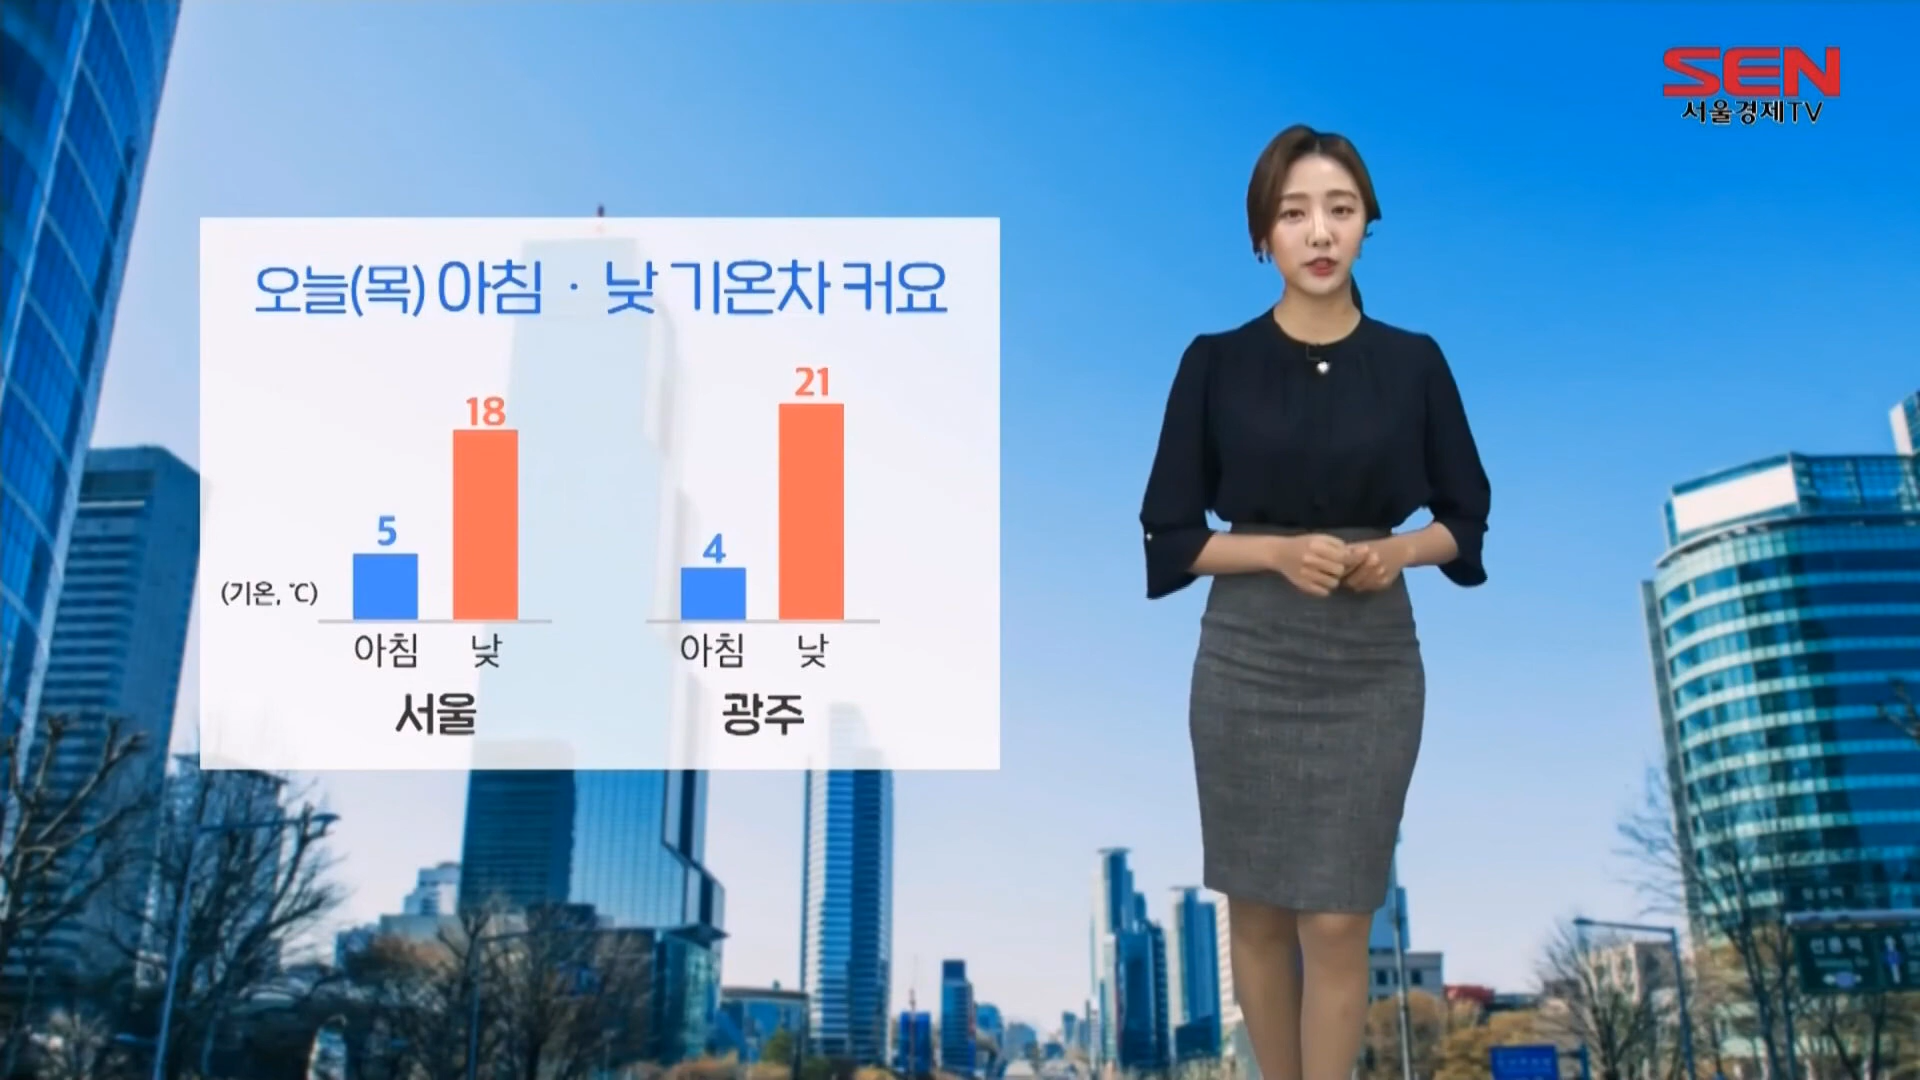 SEN
서울경제TV
오늘(목) 아침 · 낮 기온차 커요
18
21
5
4
(기온, ℃)
아침 낮
아침 낮
서울
광주